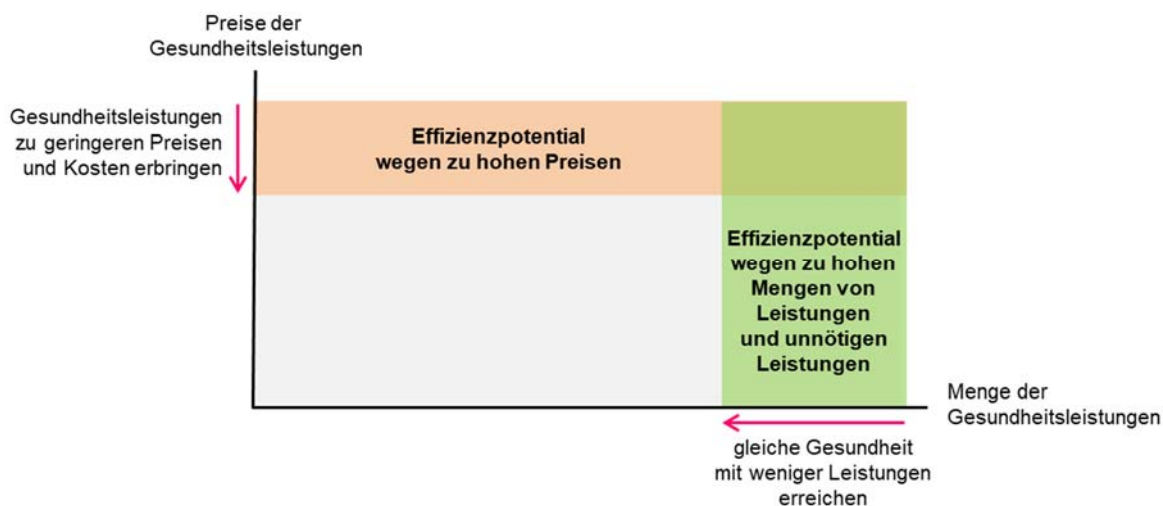 Preise der
Gesundheitsleistungen
Gesundheitsleistungen
zu geringeren Preisen
und Kosten erbringen
Effizienzpotential
wegen zu hohen Preisen
Effizienzpotential
wegen zu hohen
Mengen von
Leistungen
und unnötigen
Leistungen
Menge der
Gesundheitsleistungen
gleiche Gesundheit
mit weniger Leistungen
erreichen